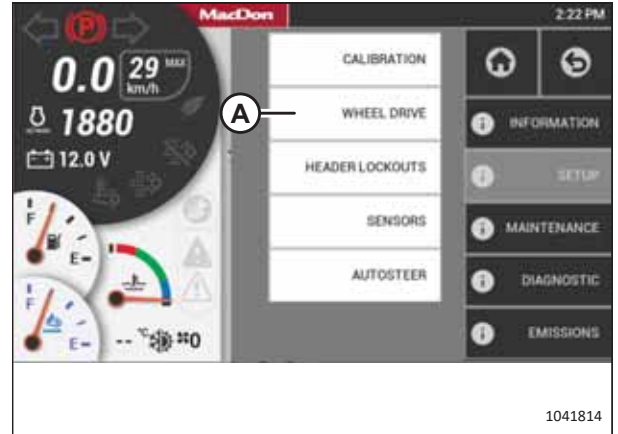 MacDon
2:22 PM
P
0.0
29 MAX
km/h
1880
12.0 V
F
E
F
E
-- °C 0
CALIBRATION
A
WHEEL DRIVE
HEADER LOCKOUTS
SENSORS
AUTOSTEER
INFORMATION
SETUP
MAINTENANCE
DIAGNOSTIC
EMISSIONS
1041814